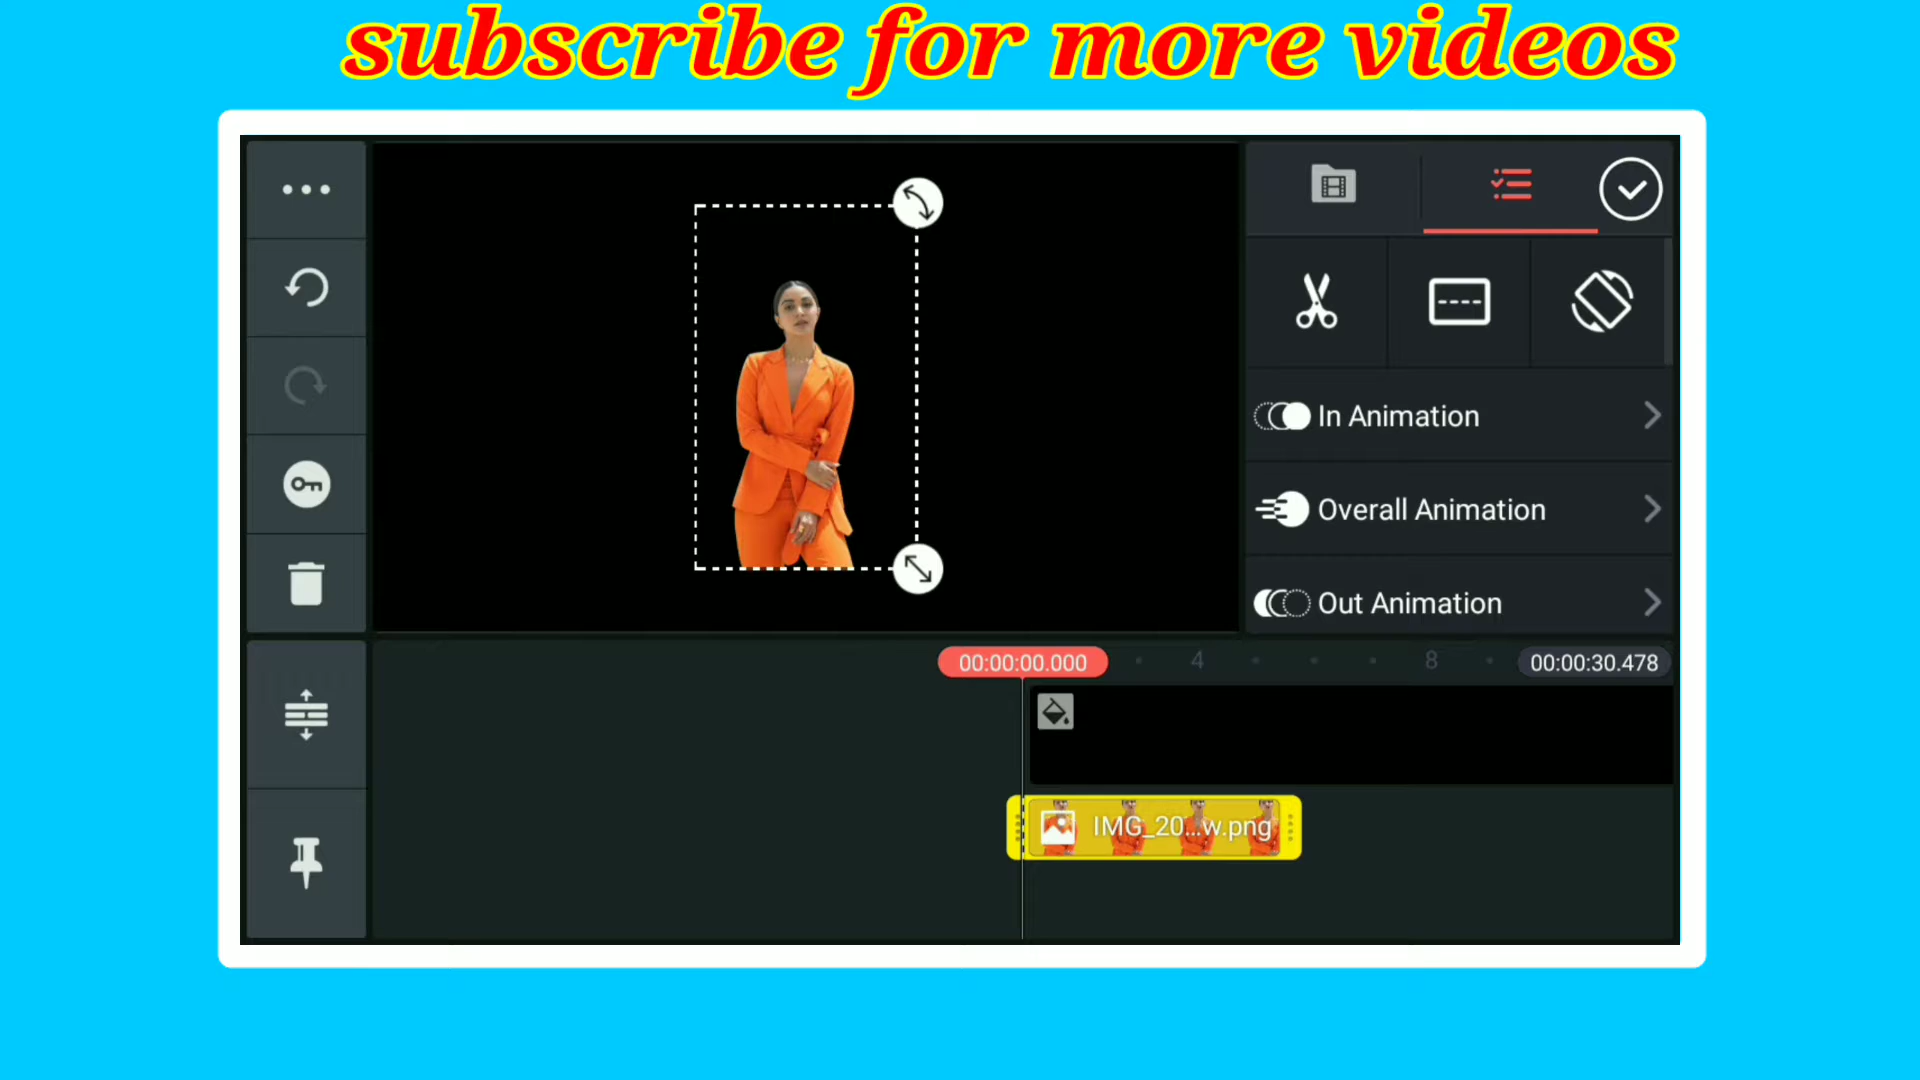 subscribe for more videos
In Animation
Overall Animation
Out Animation
00:00:00.000
4
8
00:00:30.478
IMG_20...w.png